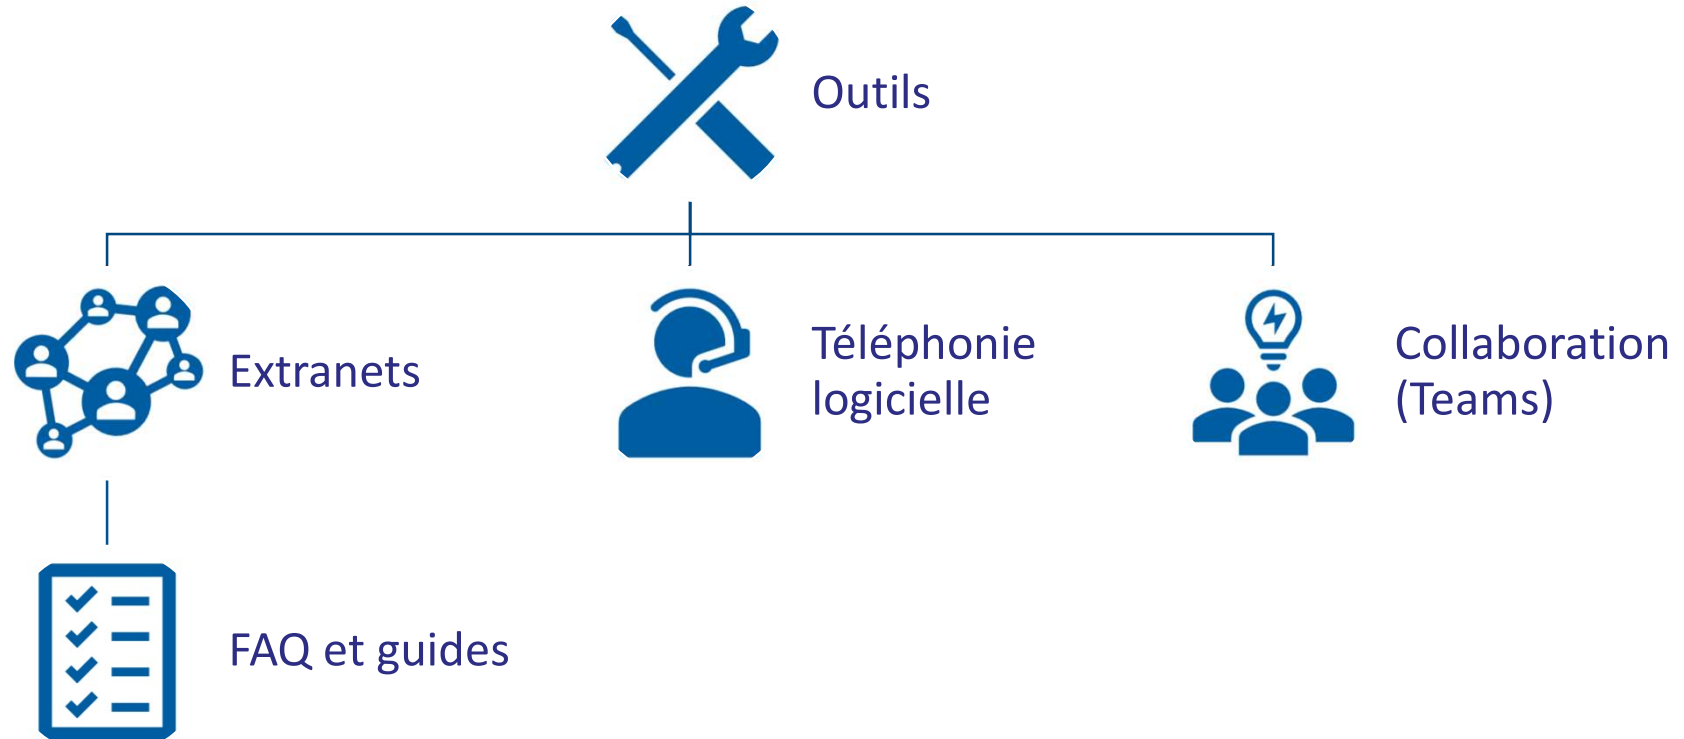 Outils
Extranets
Téléphonie
logicielle
Collaboration
(Teams)
FAQ et guides